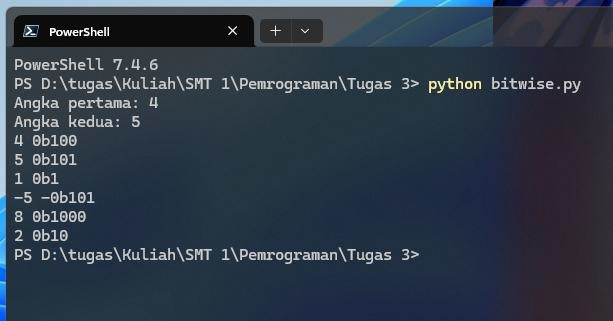 PowerShell
PowerShell 7.4.6
PS D:\tugas\Kuliah\SMT 1\Pemrograman\Tugas 3> python bitwise.py
Angka pertama: 4
Angka kedua: 5
4 0b100
5 0b101
1 0b1
-5 -0b101
8 0b1000
2 0b10
PS D:\tugas\Kuliah\SMT 1\Pemrograman\Tugas 3>